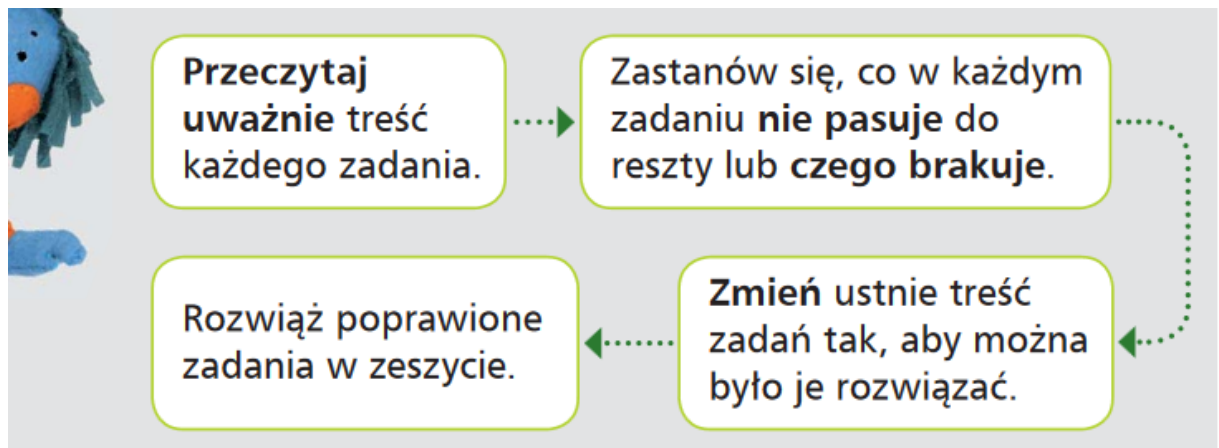 Przeczytaj
uważnie treść
każdego zadania.
Zastanów się, co w każdym
zadaniu nie pasuje do
reszty lub czego brakuje.
Zmień ustnie treść
zadań tak, aby można
było je rozwiązać.
Rozwiąż poprawione
zadania w zeszycie.